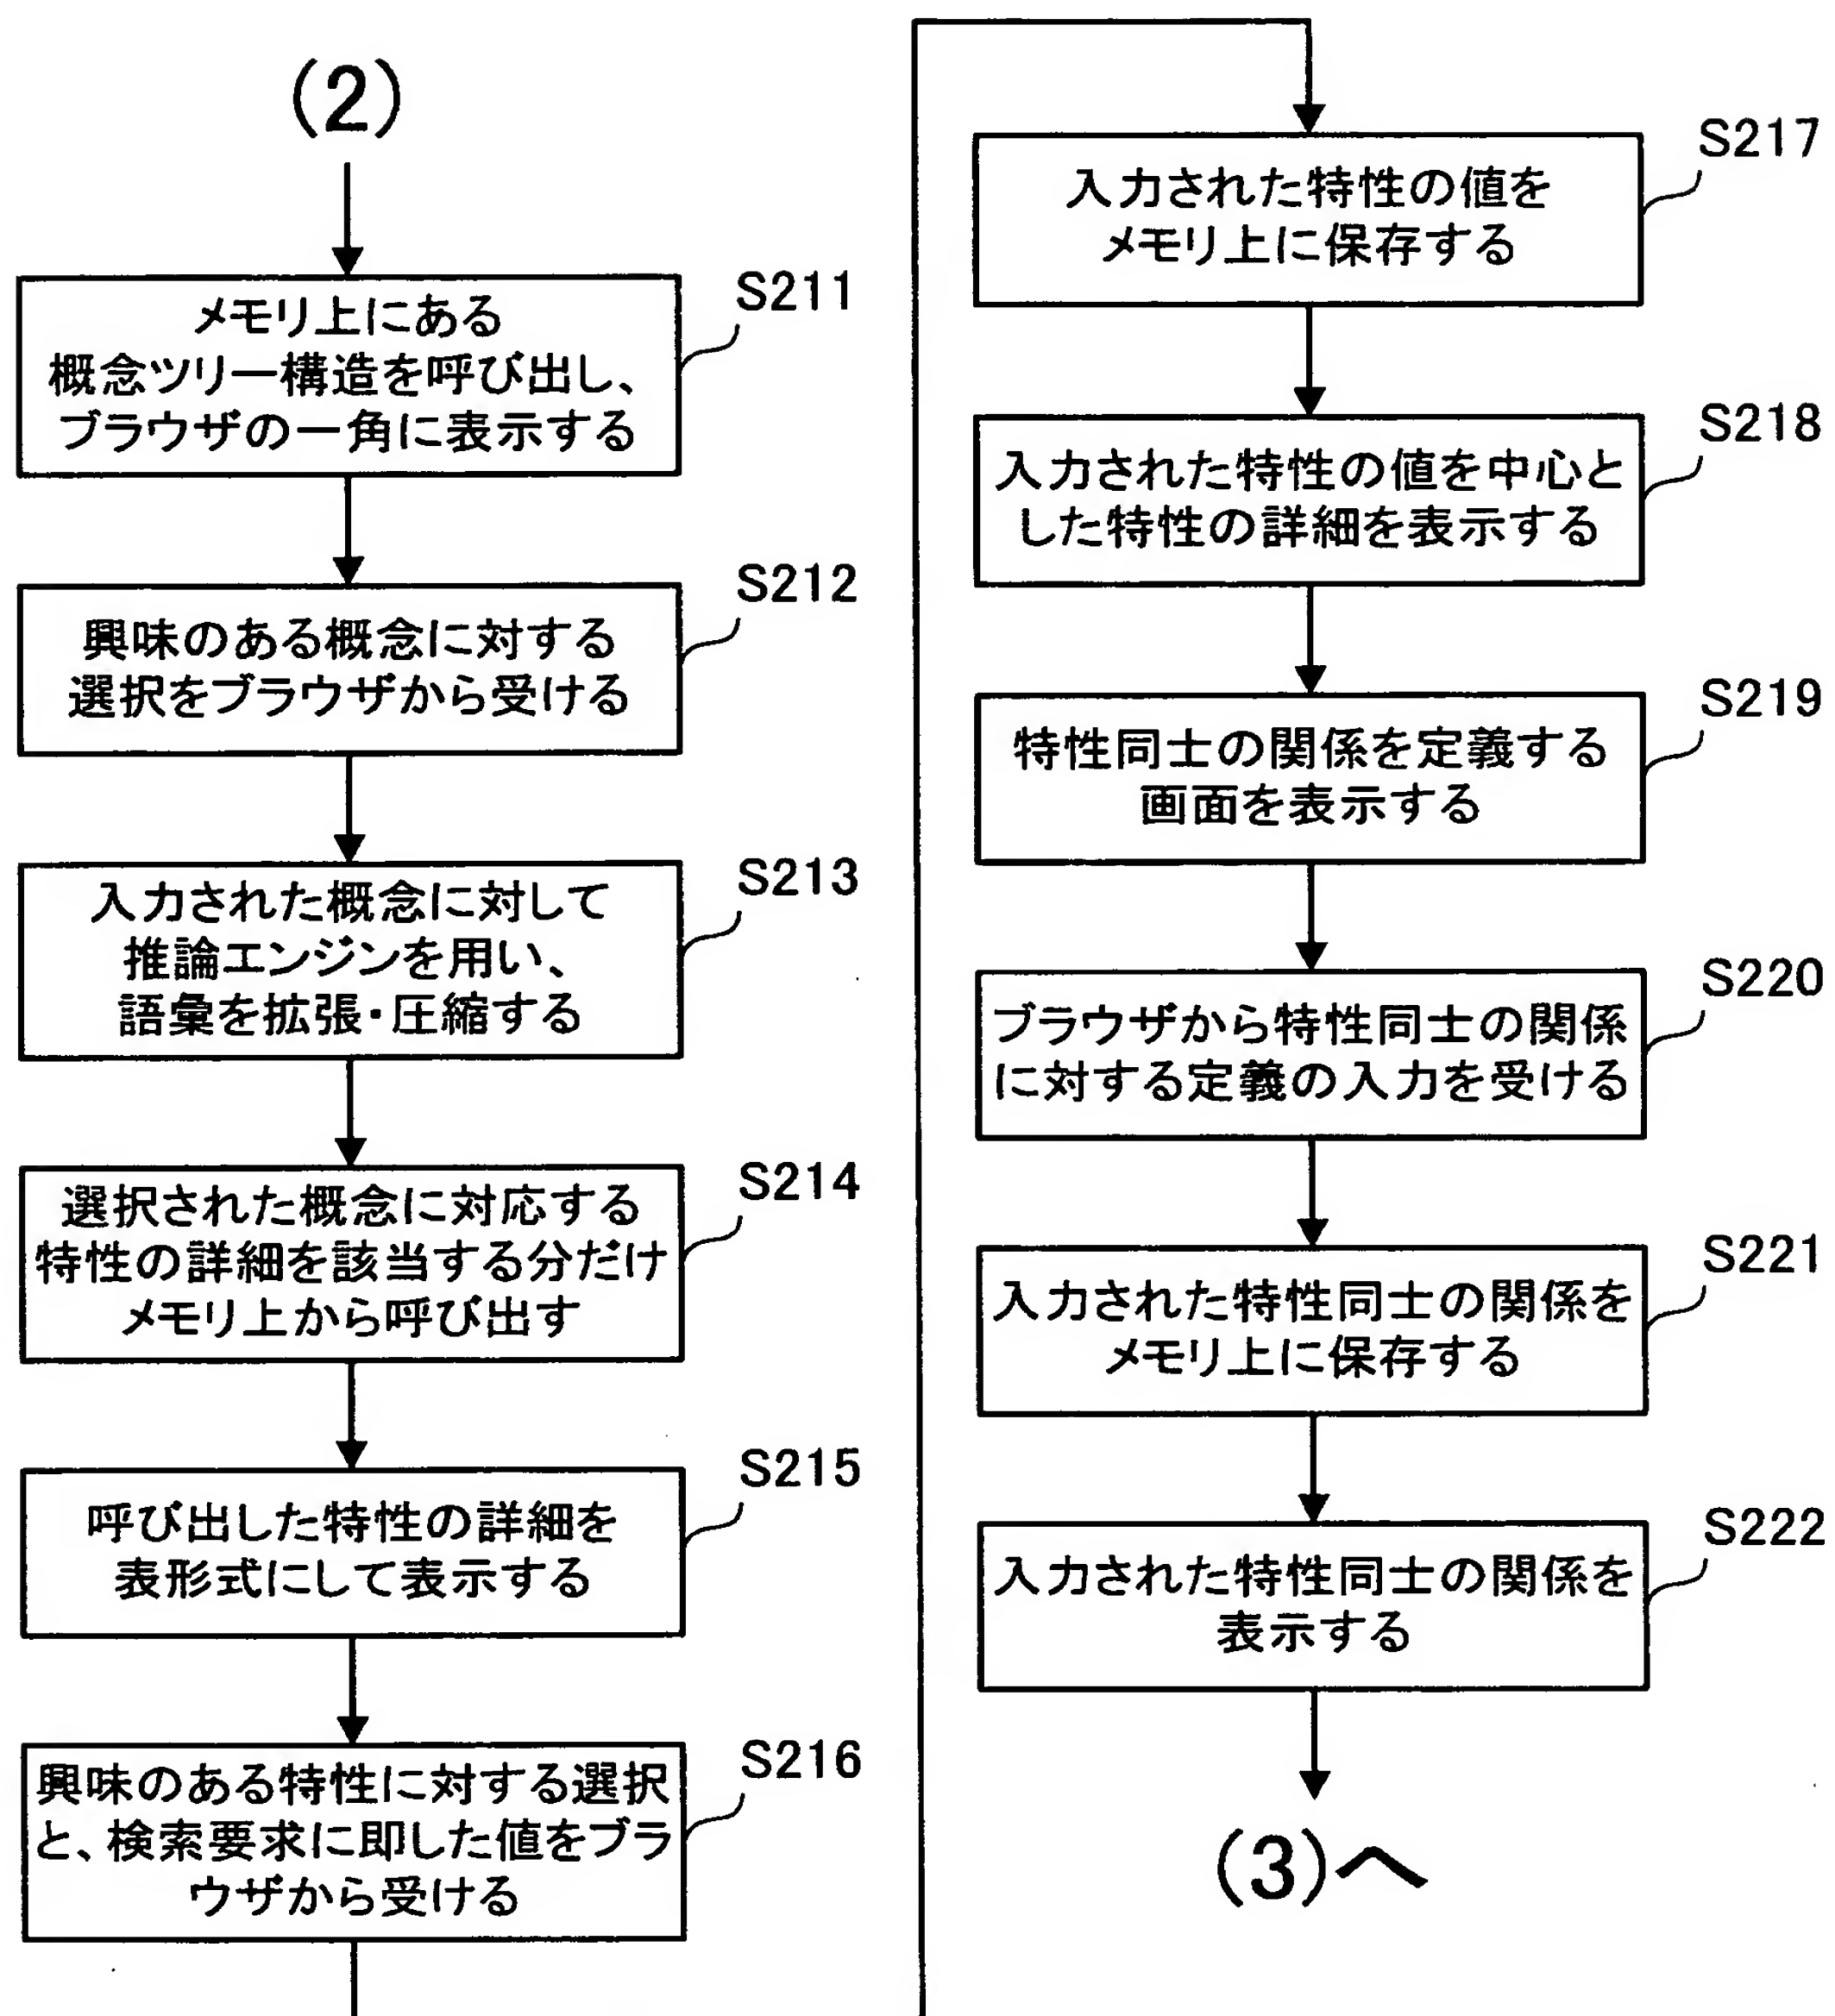 (2)
メモリ上にある
概念ツリー構造を呼び出し、
ブラウザの一角に表示する
S211
興味のある概念に対する
選択をブラウザから受ける
S212
入力された概念に対して
推論エンジンを用い、
語彙を拡張・圧縮する
S213
選択された概念に対応する
特性の詳細を該当する分だけ
メモリ上から呼び出す
S214
呼び出した特性の詳細を
表形式にして表示する
S215
興味のある特性に対する選択
と、検索要求に即した値をブラ
ウザから受ける
S216
入力された特性の値を
メモリ上に保存する
S217
入力された特性の値を中心と
した特性の詳細を表示する
S218
特性同士の関係を定義する
画面を表示する
S219
ブラウザから特性同士の関係
に対する定義の入力を受ける
S220
入力された特性同士の関係を
メモリ上に保存する
S221
入力された特性同士の関係を
表示する
S222
(3)へ